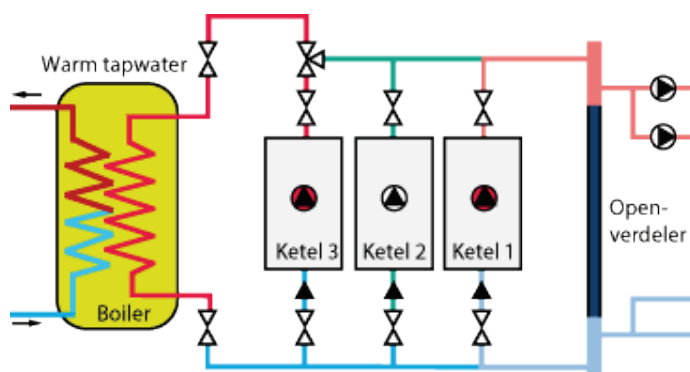 Warm tapwater
Ketel 3
Ketel 2
Ketel 1
Open-
verdeler
Boiler